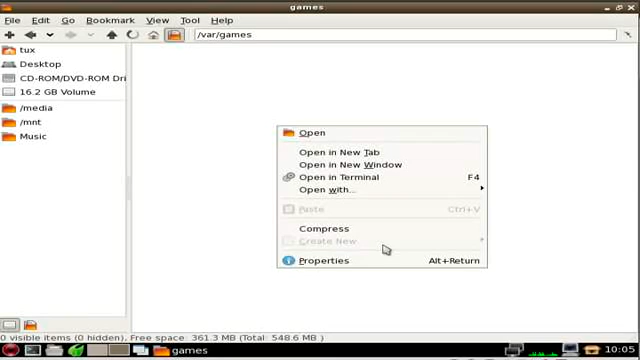 games
File Edit Go Bookmark View Tool Help
/var/games
tux
Desktop
CD-ROM/DVD-ROM Dri
16.2 GB Volume
/media
/mnt
Music
Open
Open in New Tab
Open in New Window
Open in Terminal F4
Open with...
Paste Ctrl+V
Compress
Create New
Properties Alt+Return
0 visible items (0 hidden), Free space: 361.3 MB (Total: 548.6 MB)
games
10:05